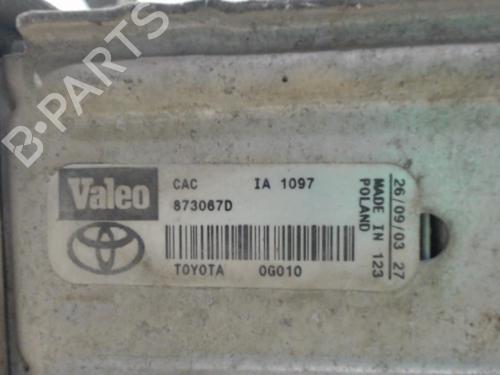 B-PARTS
Valeo
CAC IA 1097
873067D
TOYOTA 0G010
26/09/03 27
MADE IN 123
POLAND